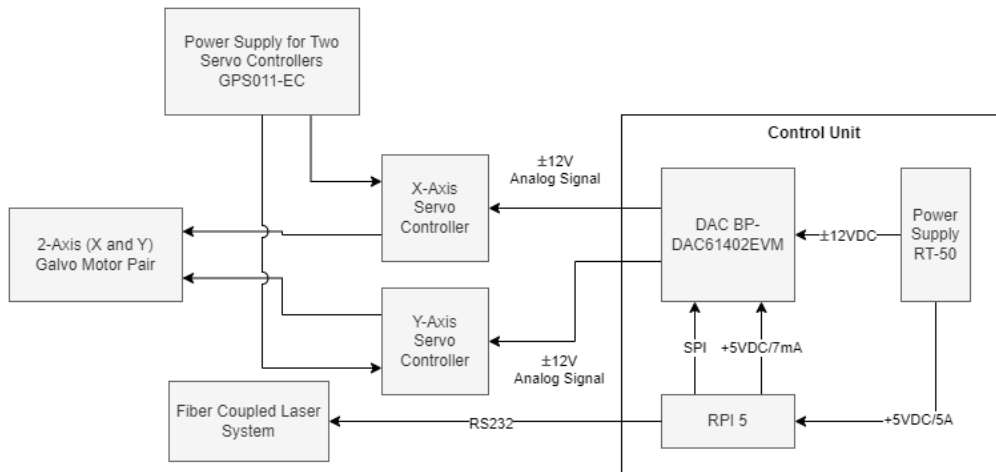 Power Supply for Two
Servo Controllers
GPS011-EC
Control Unit
±12V
Analog Signal
X-Axis
Servo
Controller
DAC BP-
DAC61402EVM
±12VDC
Power
Supply
RT-50
2-Axis (X and Y)
Galvo Motor Pair
Y-Axis
Servo
Controller
±12V
Analog Signal
SPI
+5VDC/7mA
Fiber Coupled Laser
System
RS232
RPI 5
+5VDC/5A